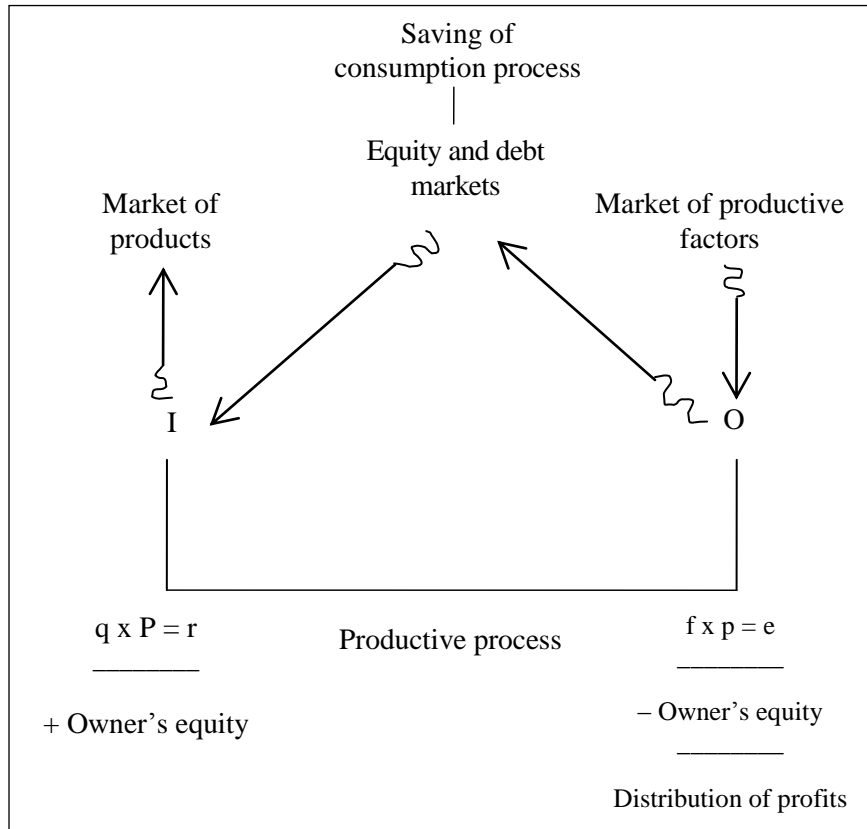 Saving of
consumption process
Equity and debt
markets
Market of
products
Market of productive
factors
I
O
q x P = r
Productive process
f x p = e
+ Owner’s equity
– Owner’s equity
Distribution of profits